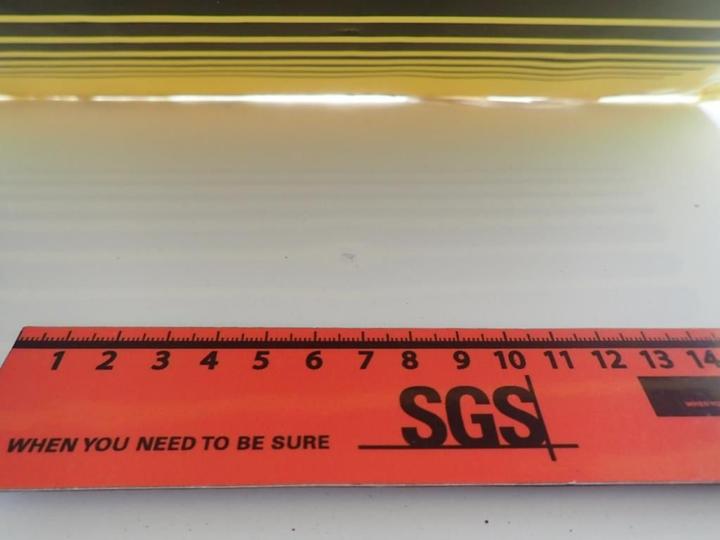 1 2 3 4 5 6 7 8 9 10 11 12 13 14
SGS
WHEN YOU NEED TO BE SURE